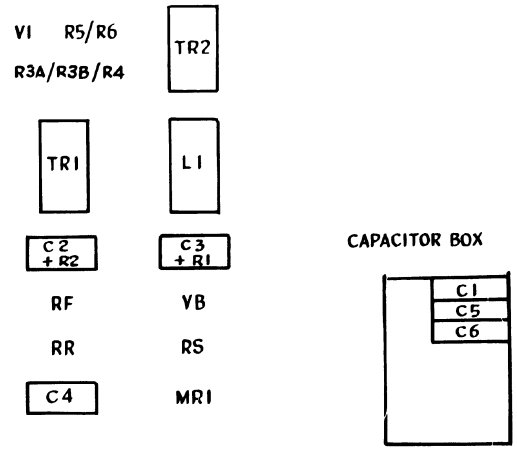 V1 R5/R6
TR2
R3A/R3B/R4
TR1
L1
C2
+ R2
C3
+ R1
CAPACITOR BOX
RF
VB
C1
C5
C6
RR
RS
C4
MR1